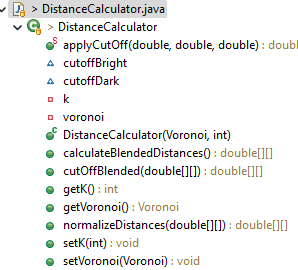 > DistanceCalculator.java
> DistanceCalculator
applyCutOff(double, double, double) : doub
cutoffBright
cutoffDark
k
voronoi
DistanceCalculator(Voronoi, int)
calculateBlendedDistances() : double[][]
cutOffBlended(double[][]) : double[][]
getK() : int
getVoronoi() : Voronoi
normalizeDistances(double[][]) : double[][]
setK(int) : void
setVoronoi(Voronoi) : void